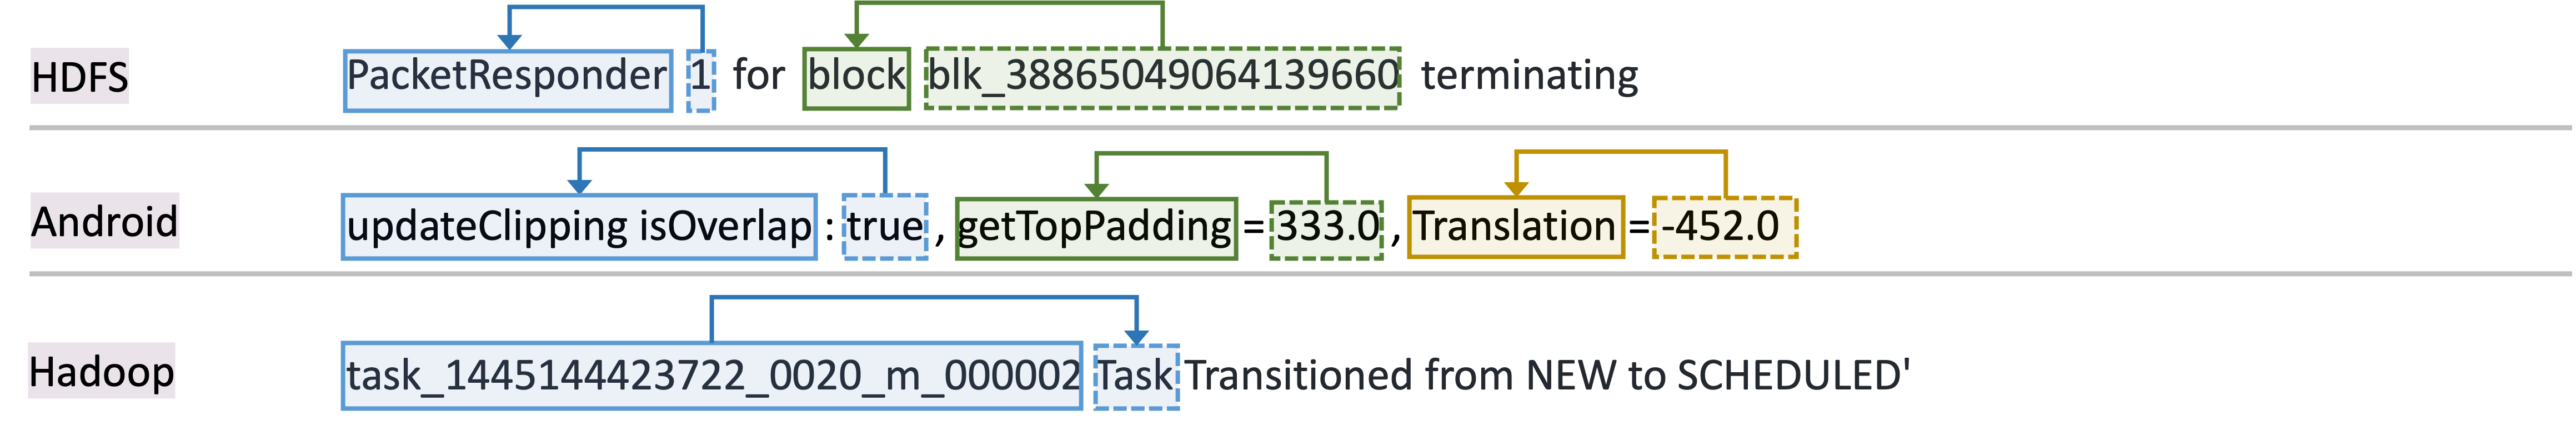 HDFS PacketResponder 1 for block blk_38865049064139660 terminating
Android updateClipping isOverlap : true , getTopPadding = 333.0 , Translation = -452.0
Hadoop task_1445144423722_0020_m_000002 Task Transitioned from NEW to SCHEDULED'